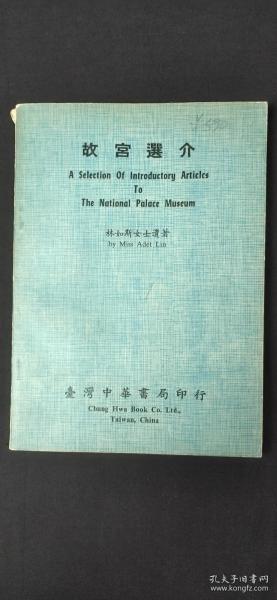 故宮選介
A Selection Of Introductory Articles
To
The National Palace Museum
林如斯女士遺著
by Miss Adet Lin
臺灣中華書局印行
Chung Hwa Book Co. Ltd.,
Taiwan, China
孔夫子旧书网